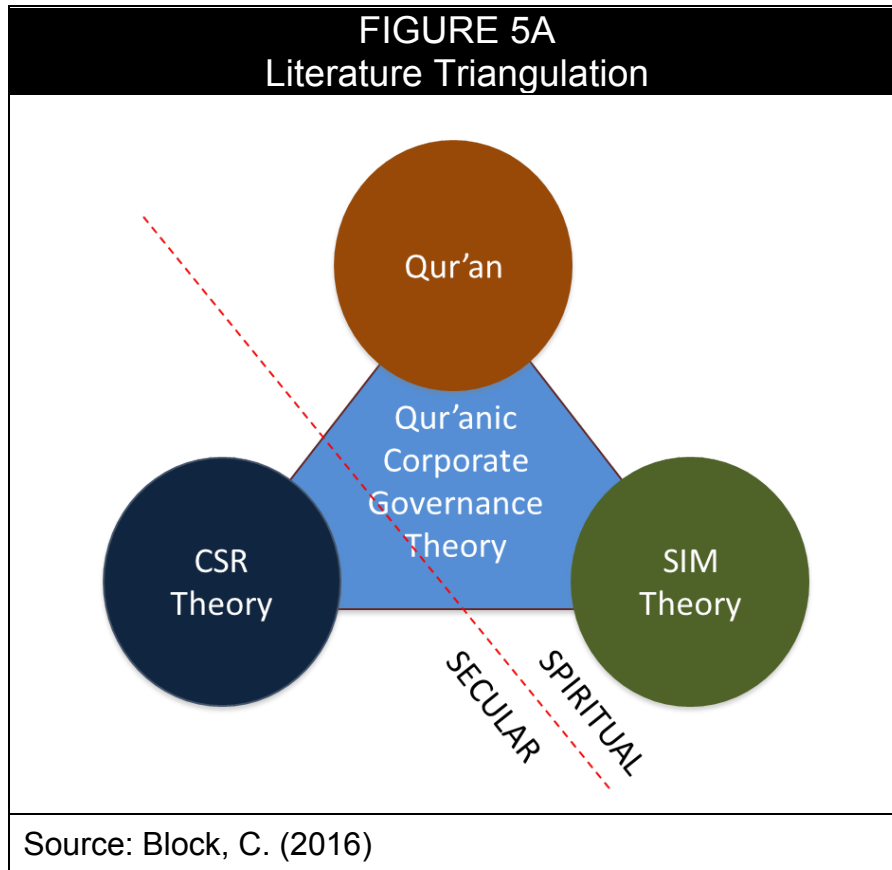 FIGURE 5A
Literature Triangulation
Qur’an
Qur’anic
Corporate
Governance
Theory
CSR
Theory
SIM
Theory
SECULAR
SPIRITUAL
Source: Block, C. (2016)